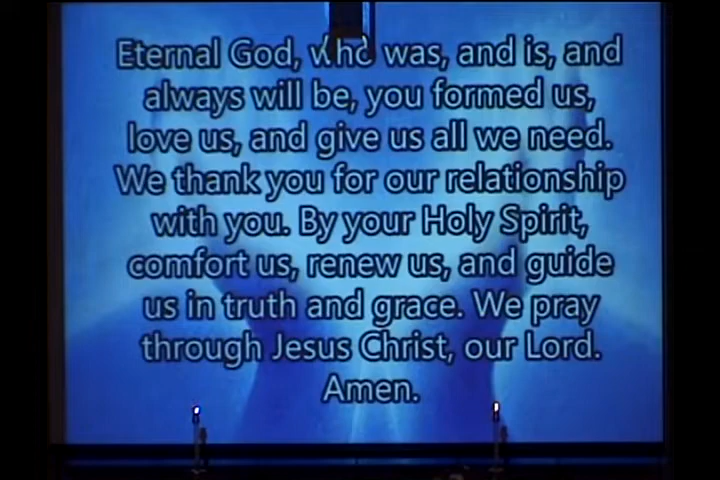 Eternal God, who was, and is, and
always will be, you formed us,
love us, and give us all we need.
We thank you for our relationship
with you. By your Holy Spirit,
comfort us, renew us, and guide
us in truth and grace. We pray
through Jesus Christ, our Lord.
Amen.